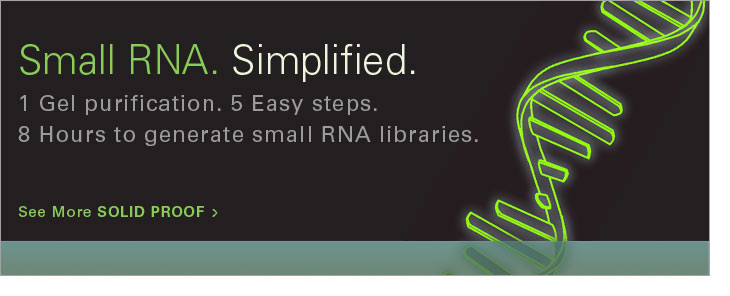 Small RNA. Simplified.
1 Gel purification. 5 Easy steps.
8 Hours to generate small RNA libraries.
See More SOLID PROOF >